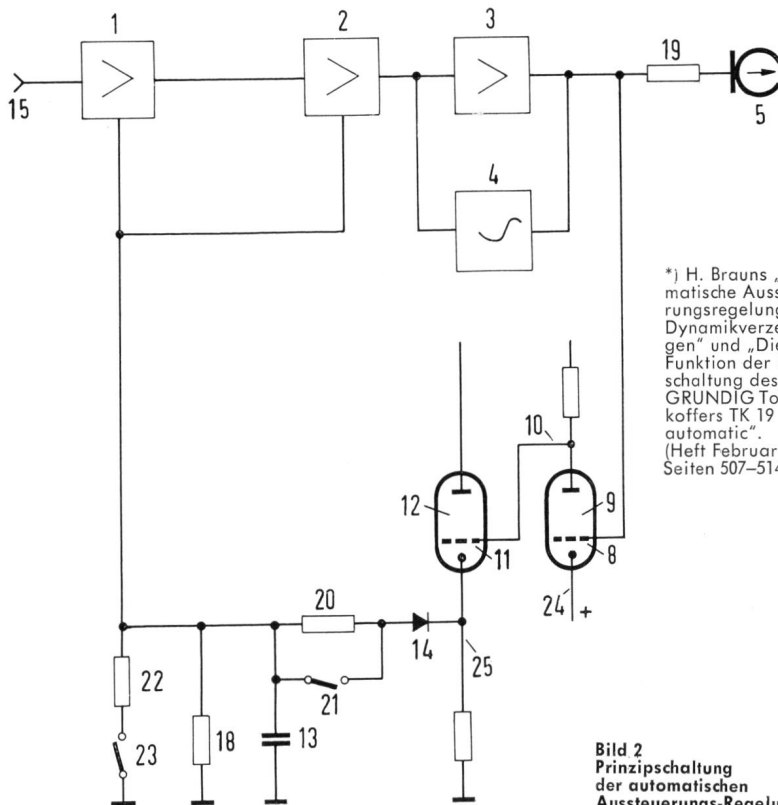 1
2
3
19
15
5
4
*) H. Brauns „
matische Auss
rungsregelung
Dynamikverze
gen“ und „Die
Funktion der
schaltung des
GRUNDIG To
koffers TK 19
automatic“.
(Heft Februar
Seiten 507–514
10
12
9
11
8
24
+
20
14
25
22
21
18
13
23
Bild 2
Prinzipschaltung
der automatischen
Aussteuerungs-Regelu